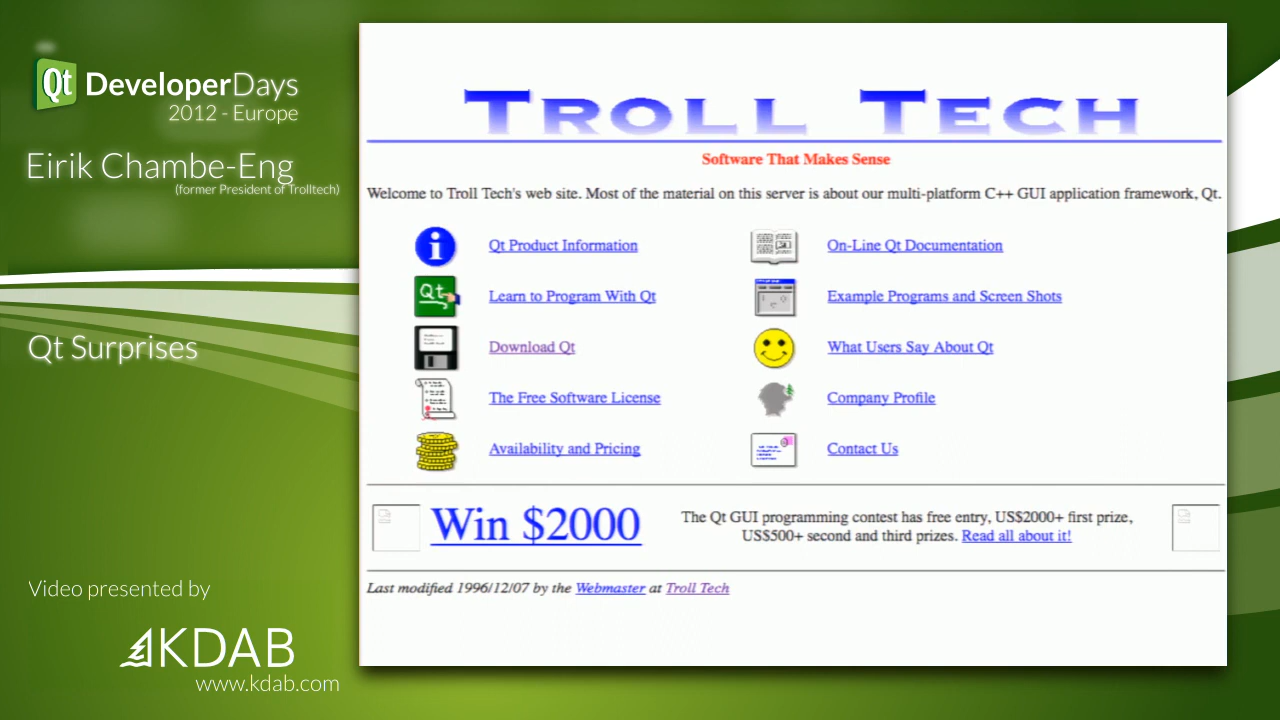 Qt DeveloperDays
2012 - Europe
Eirik Chambe-Eng
(former President of Trolltech)
Qt Surprises
Video presented by
KDAB
www.kdab.com
TROLL TECH
Software That Makes Sense
Welcome to Troll Tech's web site. Most of the material on this server is about our multi-platform C++ GUI application framework, Qt.
Qt Product Information
On-Line Qt Documentation
Qt
Learn to Program With Qt
Example Programs and Screen Shots
Download Qt
What Users Say About Qt
The Free Software License
Company Profile
Availability and Pricing
Contact Us
Win $2000
The Qt GUI programming contest has free entry, US$2000+ first prize,
US$500+ second and third prizes. Read all about it!
Last modified 1996/12/07 by the Webmaster at Troll Tech